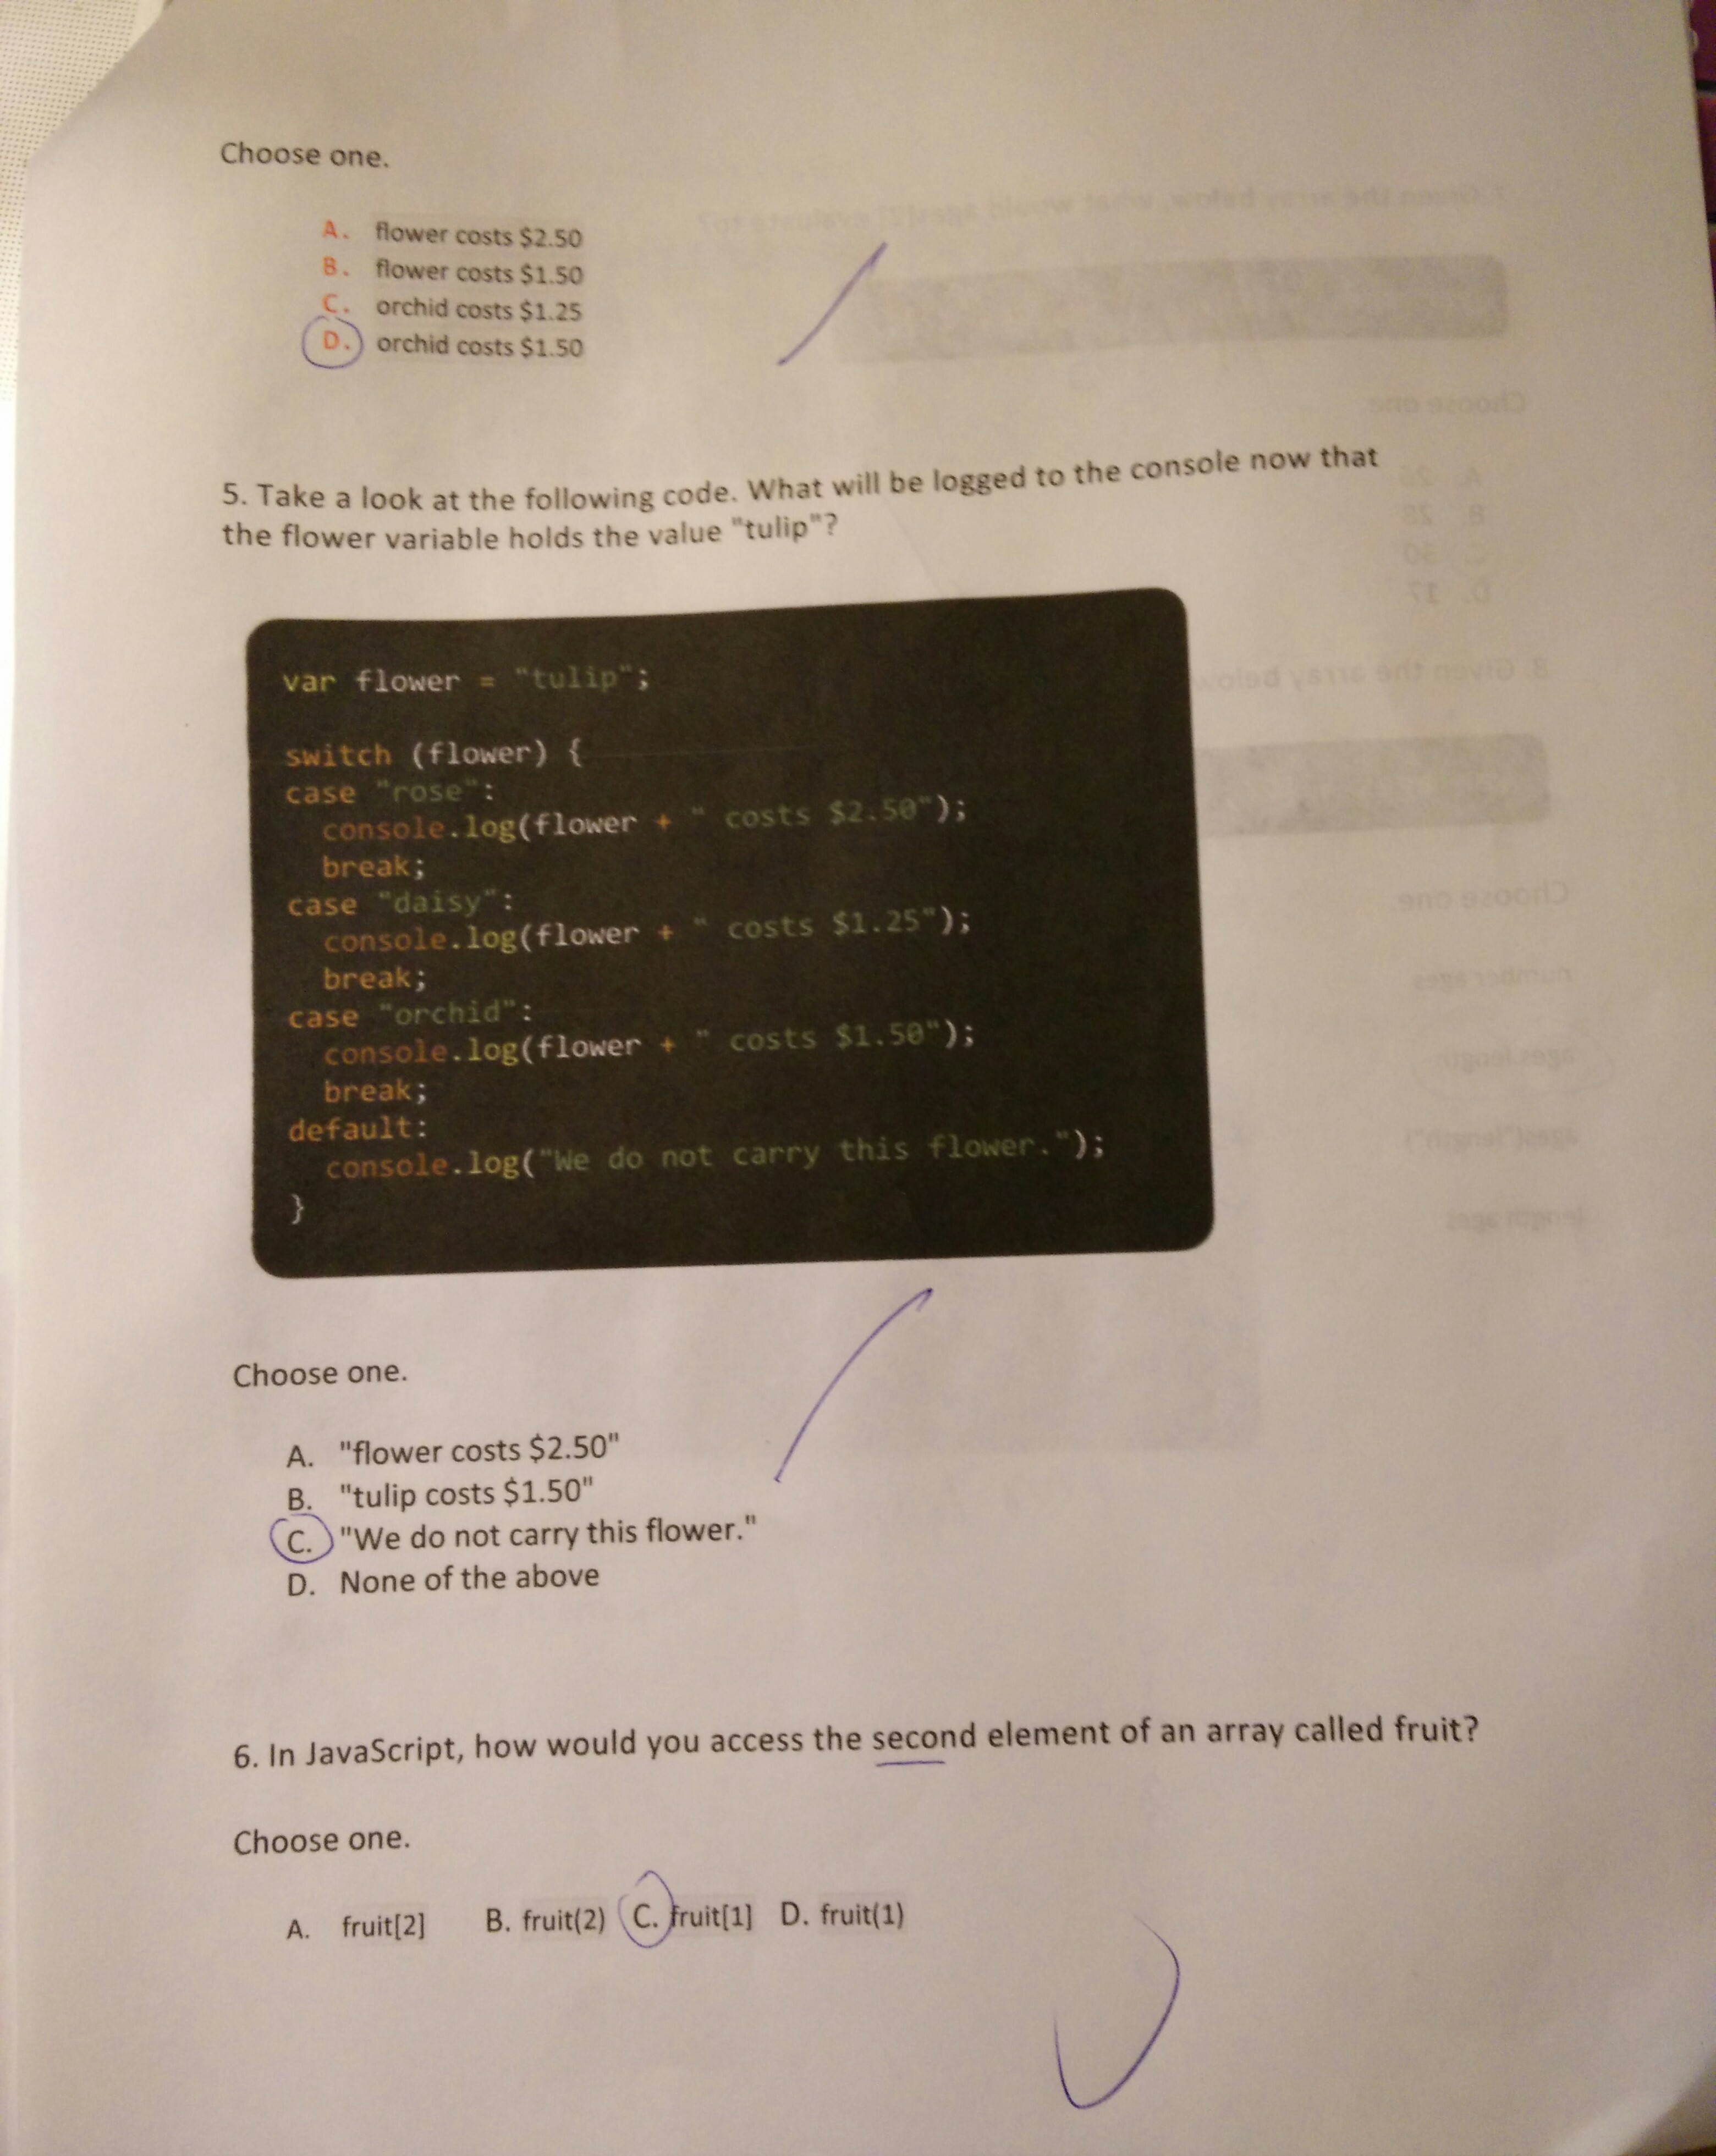 Choose one.
A. flower costs $2.50
B. flower costs $1.50
C. orchid costs $1.25
D. orchid costs $1.50
5. Take a look at the following code. What will be logged to the console now that
the flower variable holds the value "tulip"?
var flower = "tulip";
switch (flower) {
case "rose":
console.log(flower + " costs $2.50");
break;
case "daisy":
console.log(flower + " costs $1.25");
break;
case "orchid":
console.log(flower + " costs $1.50");
break;
default:
console.log("We do not carry this flower.");
}
Choose one.
A. "flower costs $2.50"
B. "tulip costs $1.50"
C. "We do not carry this flower."
D. None of the above
6. In JavaScript, how would you access the second element of an array called fruit?
Choose one.
A. fruit[2] B. fruit(2) C. fruit[1] D. fruit(1)